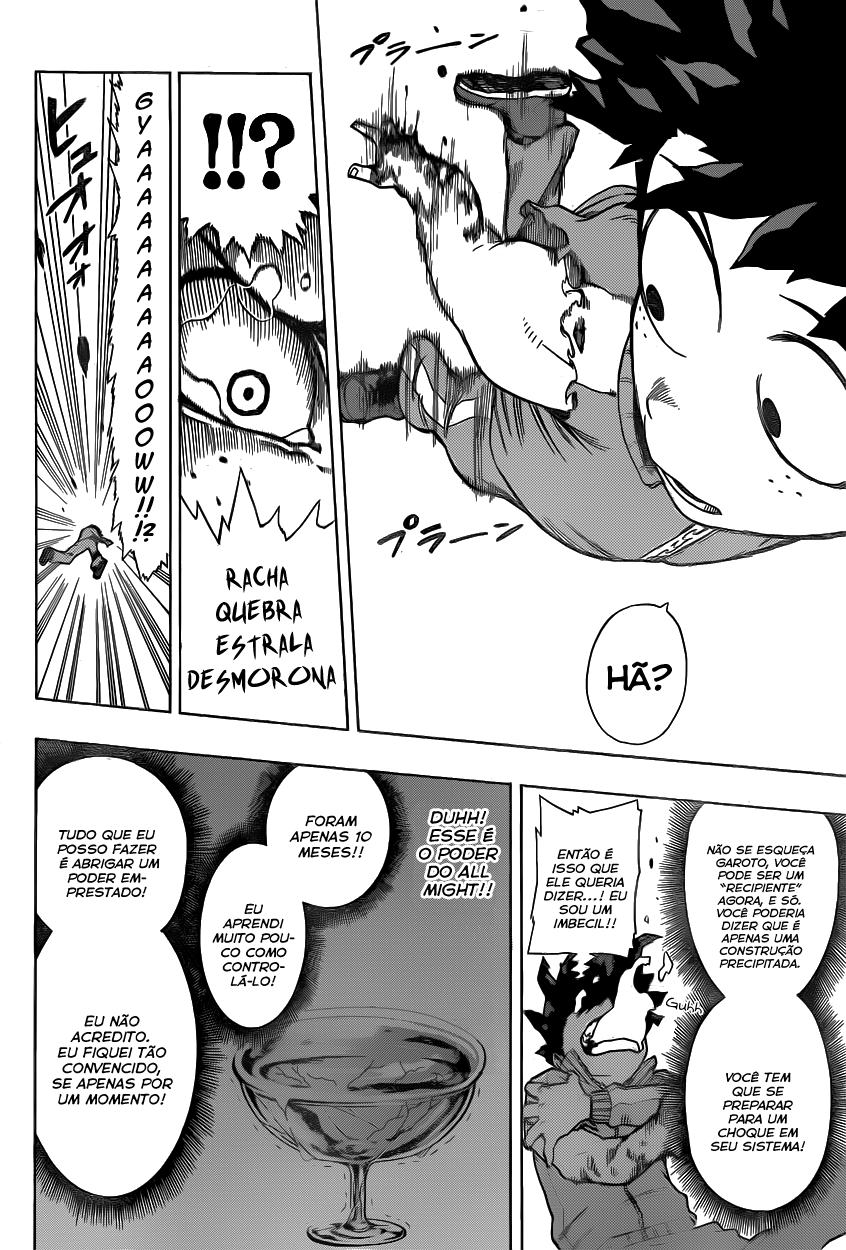 プラーン
プラーン
HÃ?
!!?
RACHA
QUEBRA
ESTRALA
DESMORONA
GYAAAAAAAAAAOOOWW!!!?
ヒュオオオオ
NÃO SE ESQUEÇA
GAROTO, VOCÊ
PODE SER UM
“RECIPIENTE”
AGORA, E SÓ.
VOCÊ PODERIA
DIZER QUE É
APENAS UMA
CONSTRUÇÃO
PRECIPITADA.
VOCÊ TEM
QUE SE
PREPARAR
PARA UM
CHOQUE EM
SEU SISTEMA!
ENTÃO É
ISSO QUE
ELE QUERIA
DIZER...! EU
SOU UM
IMBECIL!!
Guhh
DUHH!
ESSE É
O PODER
DO ALL
MIGHT!!
FORAM
APENAS 10
MESES!!
EU
APRENDI
MUITO POU-
CO COMO
CONTRO-
LÁ-LO!
TUDO QUE EU
POSSO FAZER
É ABRIGAR UM
PODER EM-
PRESTADO!
EU NÃO
ACREDITO.
EU FIQUEI TÃO
CONVENCIDO,
SE APENAS POR
UM MOMENTO!